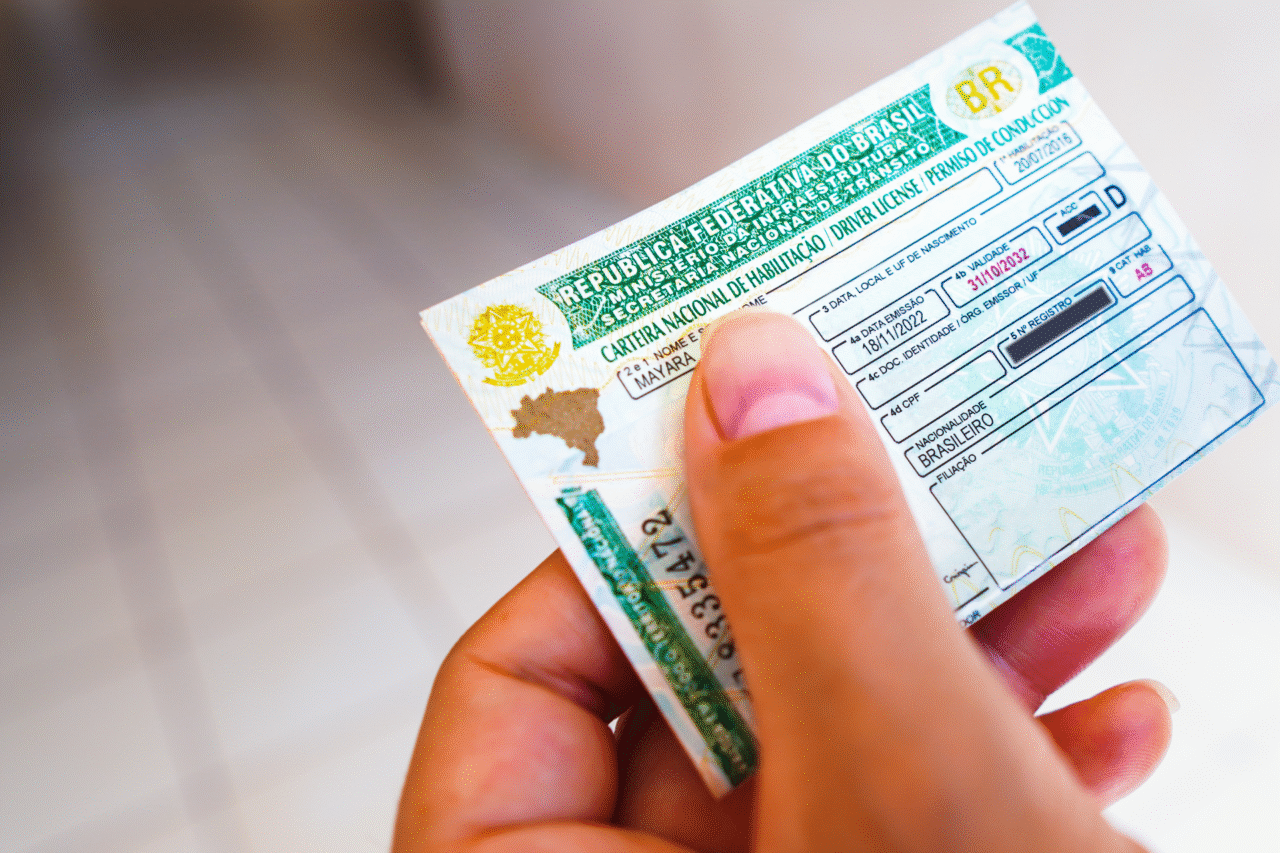 BR
REPÚBLICA FEDERATIVA DO BRASIL
MINISTÉRIO DA INFRAESTRUTURA
SECRETARIA NACIONAL DE TRÂNSITO
CARTEIRA NACIONAL DE HABILITAÇÃO / DRIVER LICENSE / PERMISO DE CONDUCCIÓN
2 e 1 NOME E
MAYARA
1ª HABILITAÇÃO
20/07/2016
3 DATA, LOCAL E UF DE NASCIMENTO
4a DATA EMISSÃO
18/11/2022
4b VALIDADE
31/10/2032
ACC
D
4c DOC. IDENTIDADE / ÓRG. EMISSOR / UF
4d CPF
5 Nº REGISTRO
9 CAT HAB.
AB
NACIONALIDADE
BRASILEIRO
FILIAÇÃO
8335472